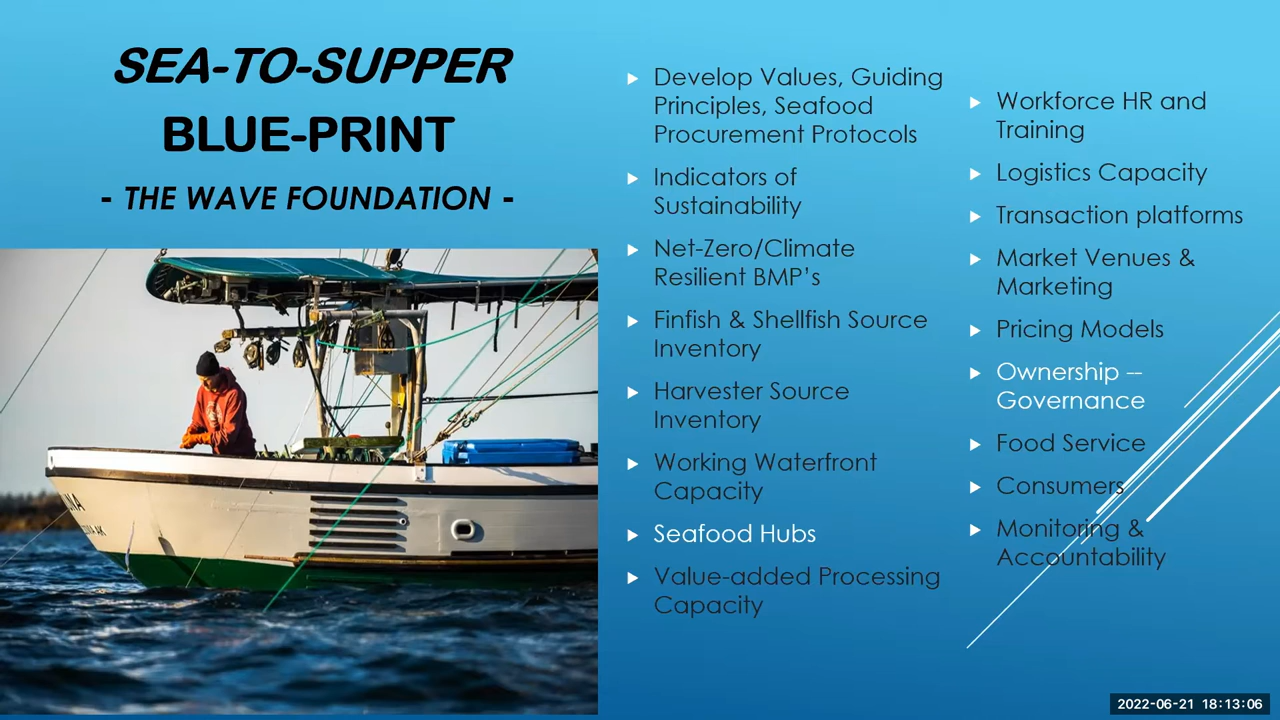 SEA-TO-SUPPER
BLUE-PRINT
- THE WAVE FOUNDATION -
Develop Values, Guiding
Principles, Seafood
Procurement Protocols
Indicators of
Sustainability
Net-Zero/Climate
Resilient BMP's
Finfish & Shellfish Source
Inventory
Harvester Source
Inventory
Working Waterfront
Capacity
Seafood Hubs
Value-added Processing
Capacity
Workforce HR and
Training
Logistics Capacity
Transaction platforms
Market Venues &
Marketing
Pricing Models
Ownership --
Governance
Food Service
Consumers
Monitoring &
Accountability
2022-06-21 18:13:06